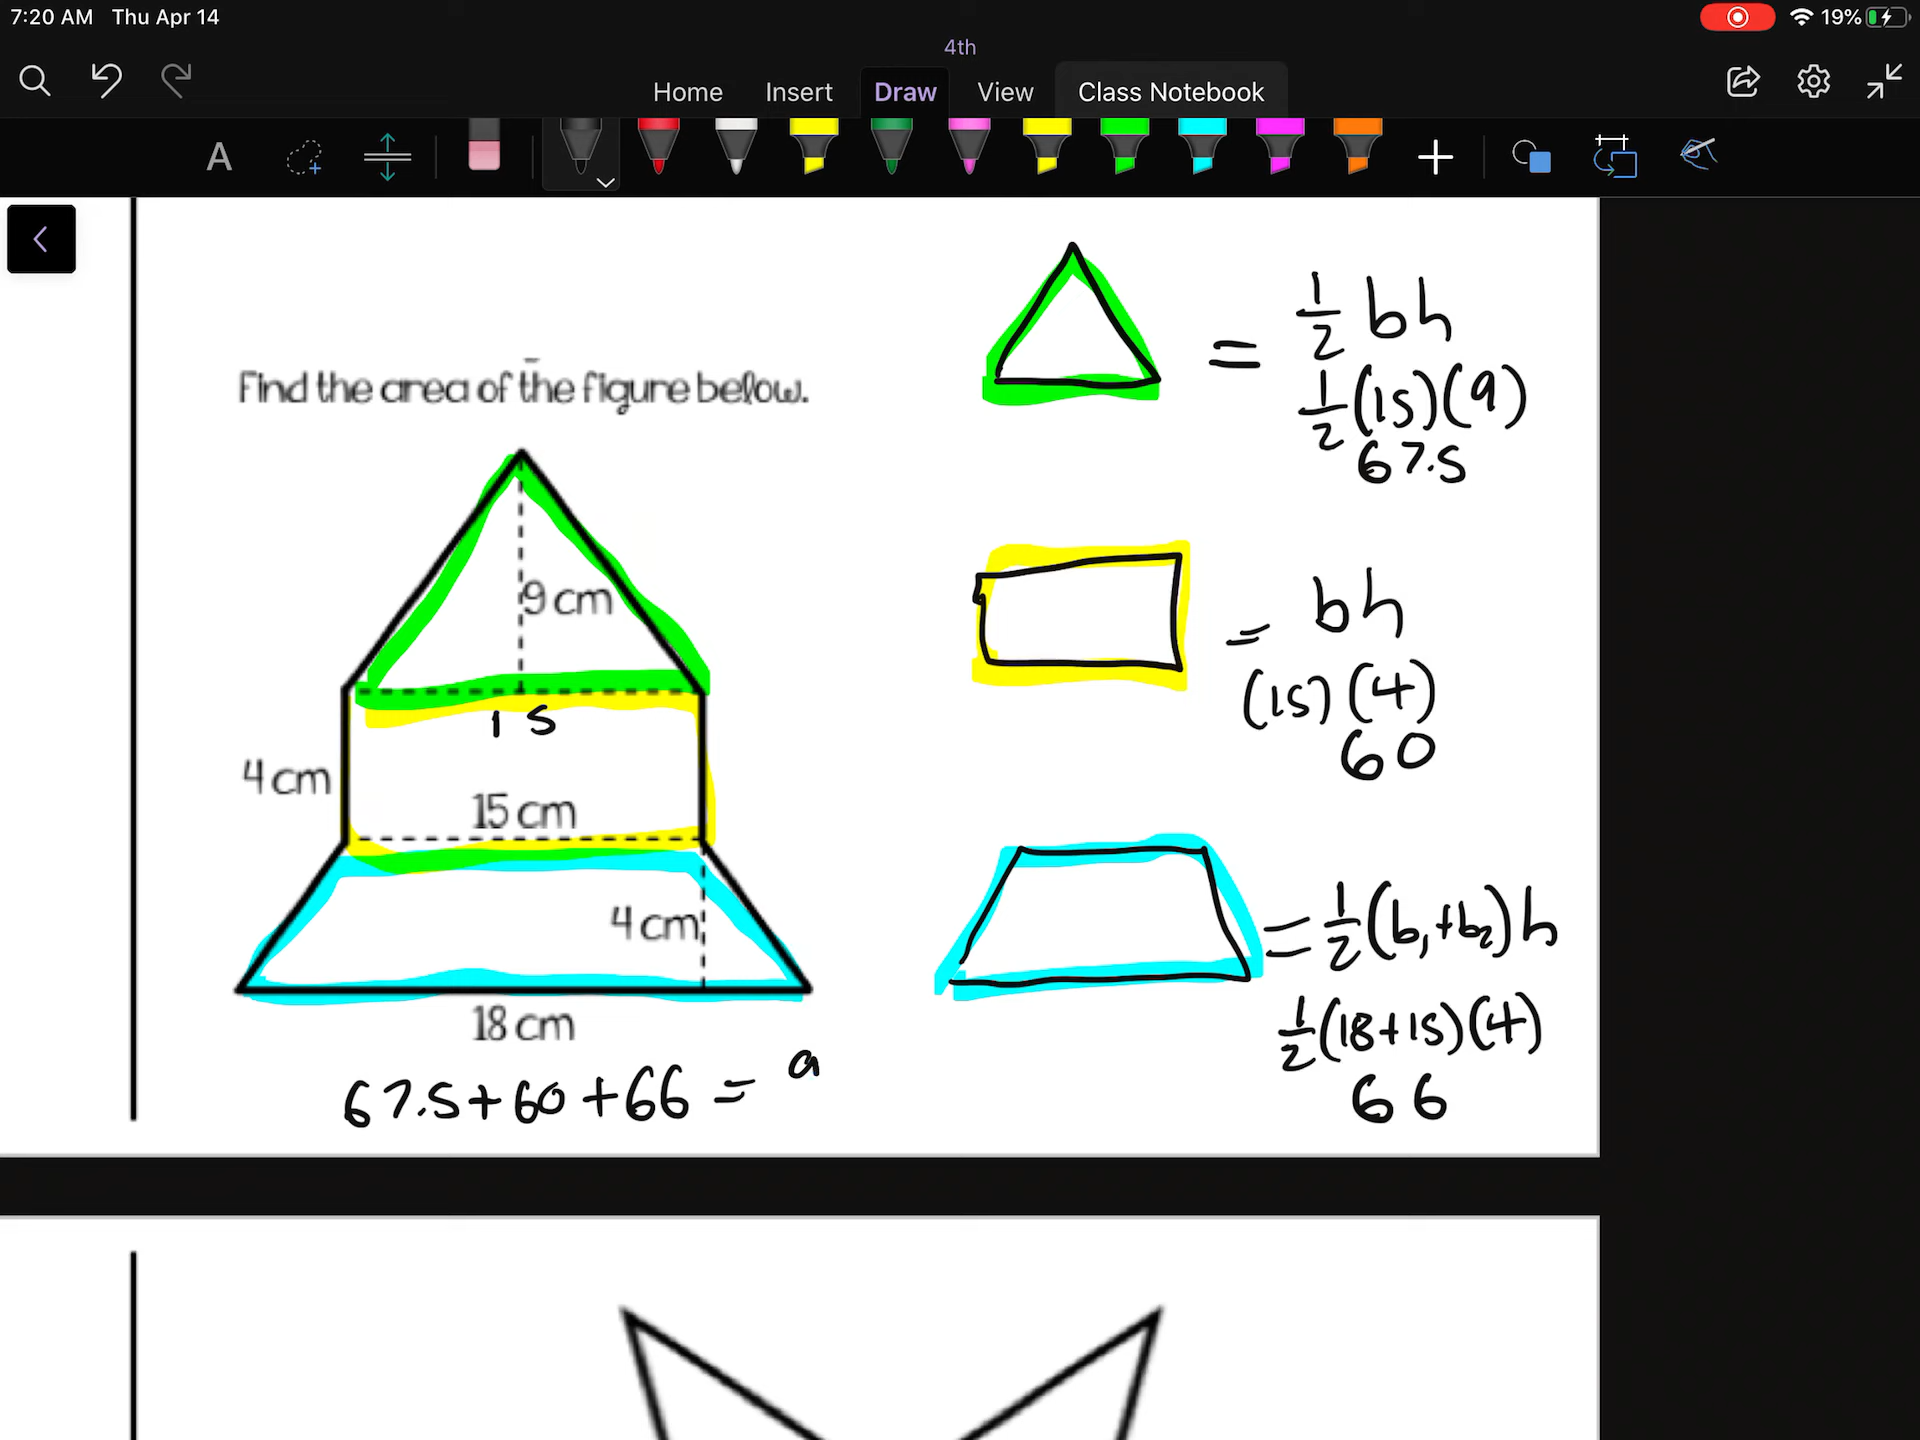 7:20 AM Thu Apr 14
19%
4th
Home Insert Draw View Class Notebook
A
Find the area of the figure below.
9 cm
15
4 cm
15 cm
4 cm
18 cm
67.5+60+66 = a
= 1/2 bh
1/2 (15)(9)
67.5
= bh
(15)(4)
60
= 1/2 (b₁+b₂)h
1/2 (18+15)(4)
66